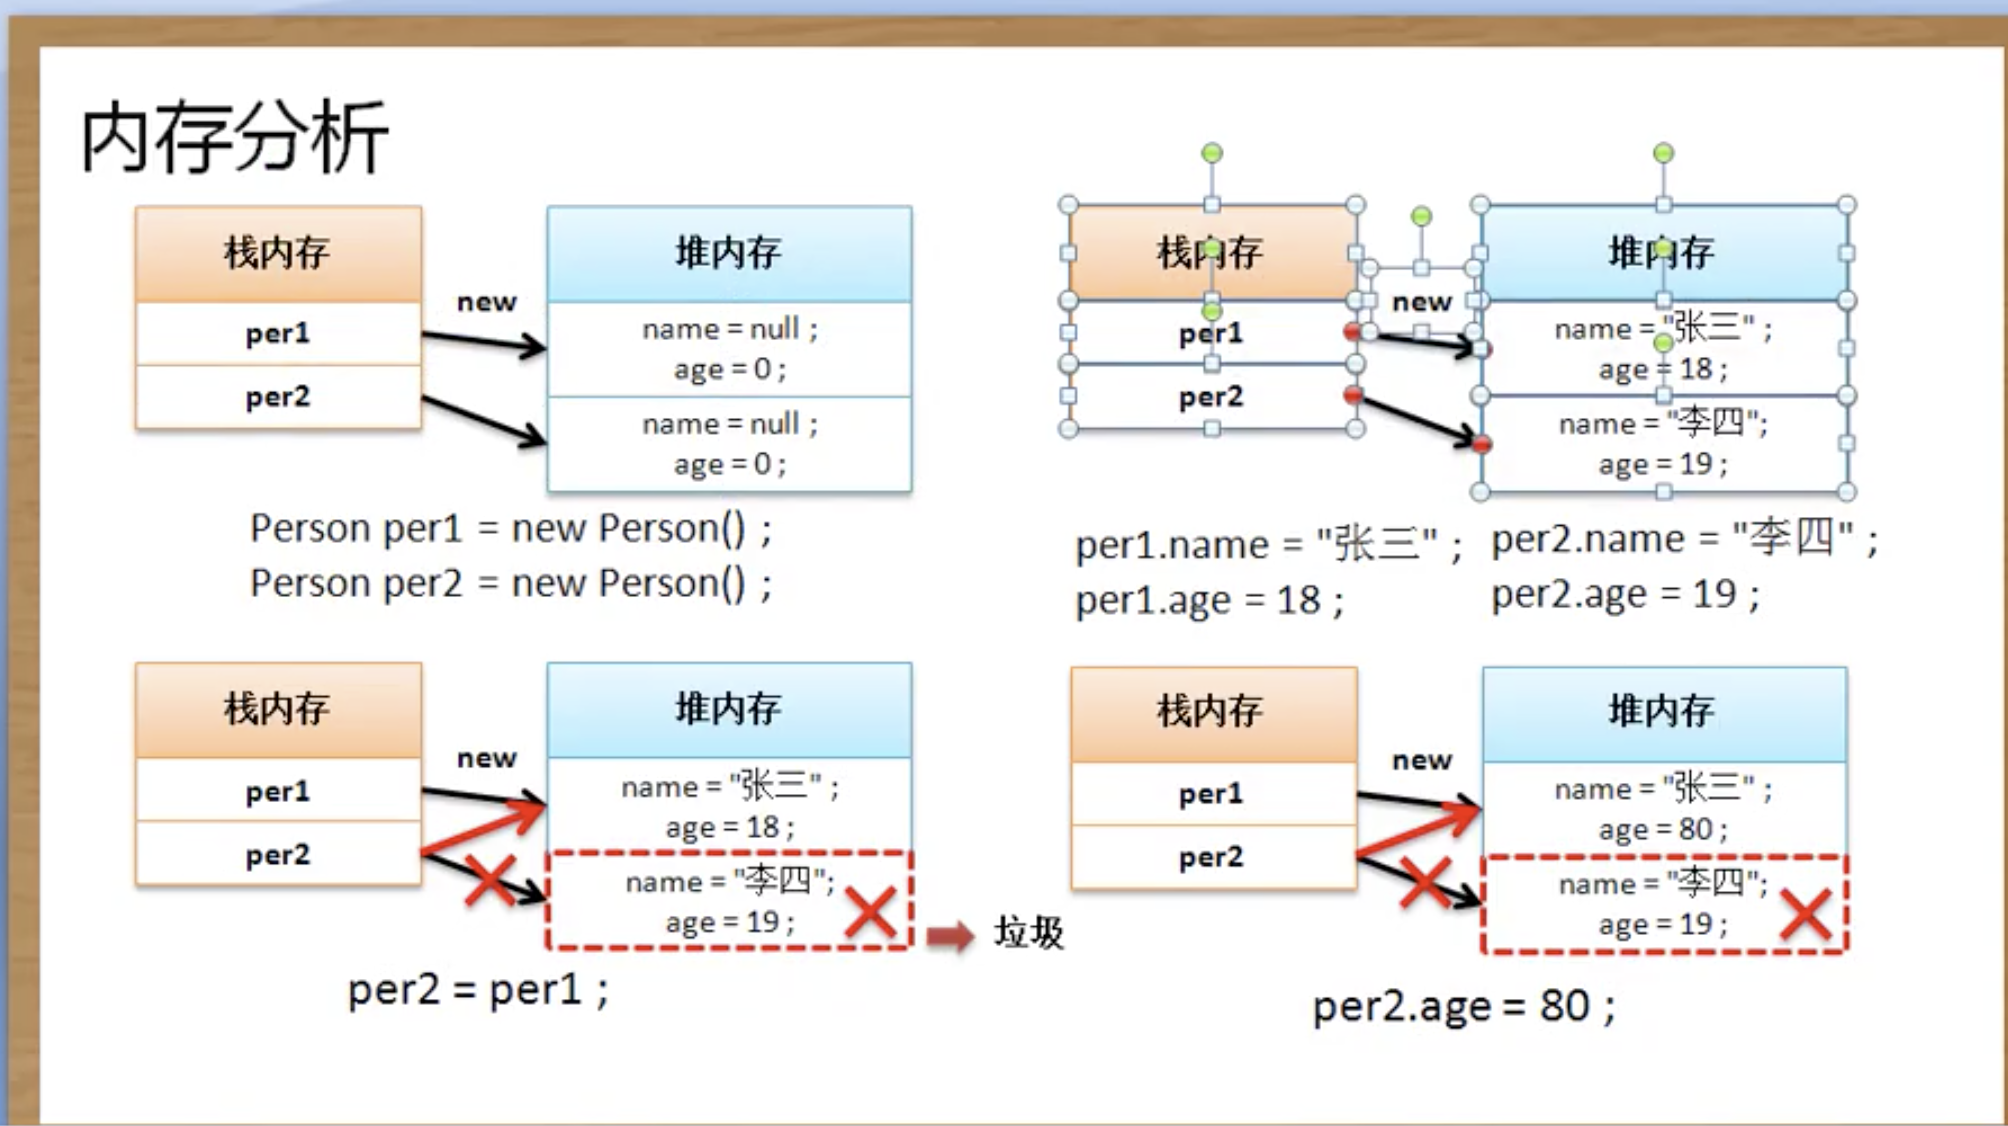 内存分析
栈内存
new
per1
per2
堆内存
name = null ;
age = 0 ;
name = null ;
age = 0 ;
Person per1 = new Person() ;
Person per2 = new Person() ;
栈内存
new
per1
per2
堆内存
name = "张三" ;
age = 18 ;
name = "李四";
age = 19 ;
per1.name = "张三" ;
per1.age = 18 ;
per2.name = "李四" ;
per2.age = 19 ;
栈内存
new
per1
per2
堆内存
name = "张三" ;
age = 18 ;
name = "李四";
age = 19 ;
垃圾
per2 = per1 ;
栈内存
new
per1
per2
堆内存
name = "张三" ;
age = 80 ;
name = "李四";
age = 19 ;
per2.age = 80 ;